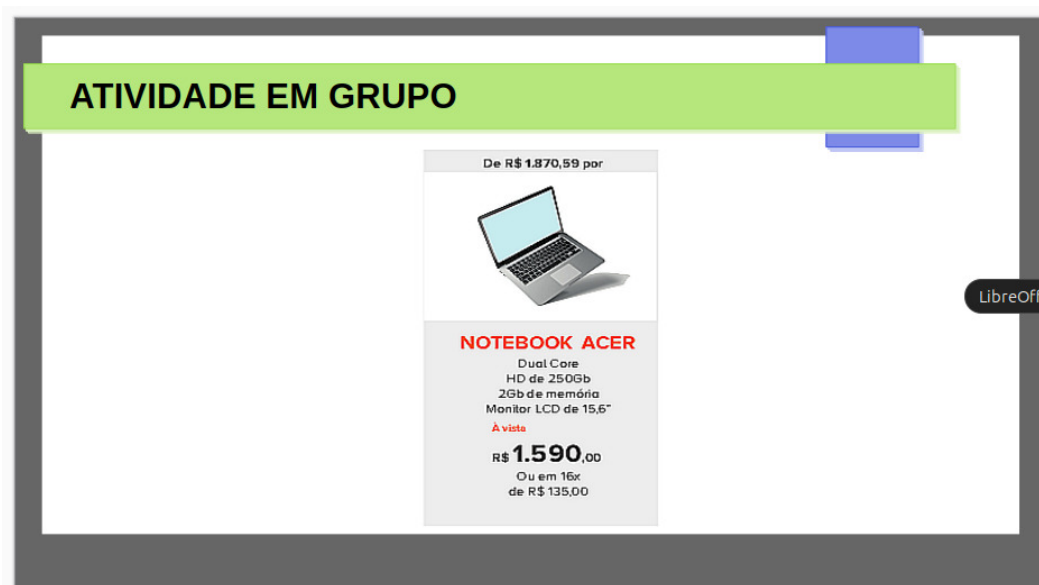 ATIVIDADE EM GRUPO
De R$ 1.870,59 por
NOTEBOOK ACER
Dual Core
HD de 250Gb
2Gb de memória
Monitor LCD de 15,6"
À vista
R$ 1.590,00
Ou em 16x
de R$ 135,00
LibreOff